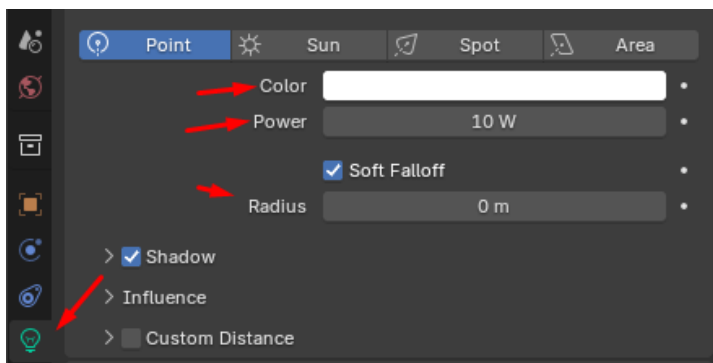 Point Sun Spot Area
Color
Power 10 W
Soft Falloff
Radius 0 m
Shadow
Influence
Custom Distance